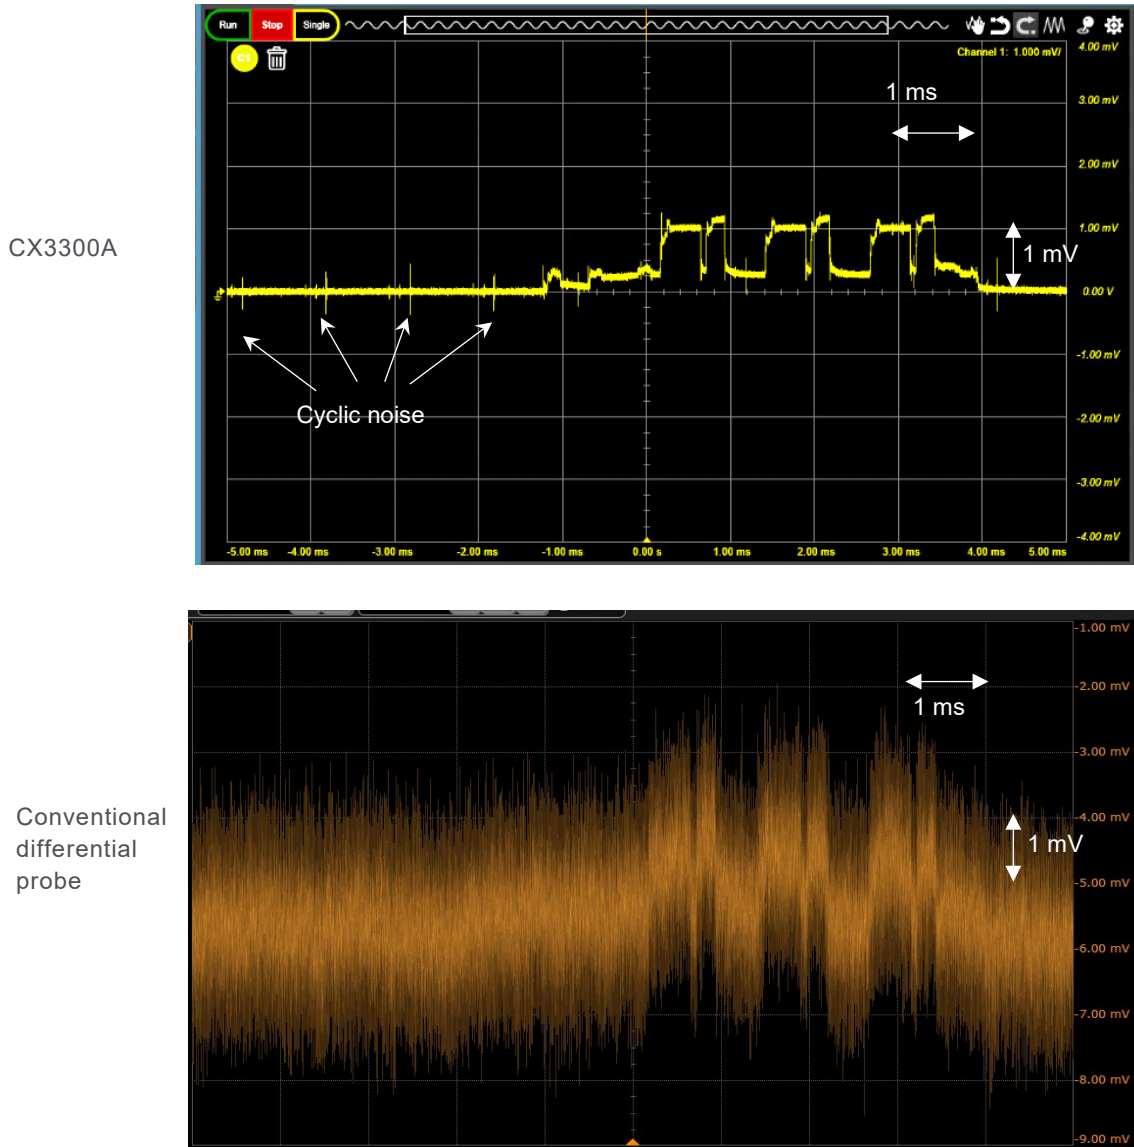 Run Stop Single
C1
Channel 1: 1.000 mV/
4.00 mV
1 ms
3.00 mV
2.00 mV
CX3300A
1.00 mV
1 mV
0.00 V
-1.00 mV
Cyclic noise
-2.00 mV
-3.00 mV
-4.00 mV
-5.00 ms -4.00 ms -3.00 ms -2.00 ms -1.00 ms 0.00 s 1.00 ms 2.00 ms 3.00 ms 4.00 ms 5.00 ms
-1.00 mV
-2.00 mV
1 ms
-3.00 mV
Conventional
differential
probe
-4.00 mV
1 mV
-5.00 mV
-6.00 mV
-7.00 mV
-8.00 mV
-9.00 mV